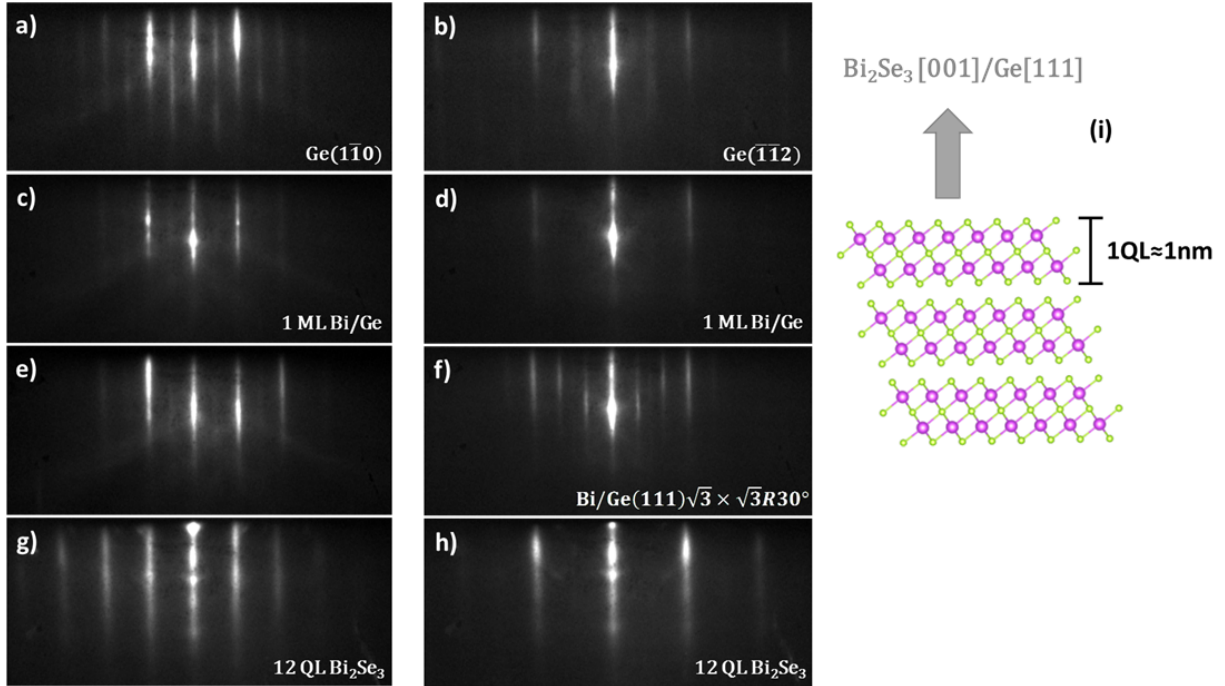 a)
Ge(11̅0)
b)
Ge(1̅1̅2)
c)
1 ML Bi/Ge
d)
1 ML Bi/Ge
e)
f)
Bi/Ge(111)√3 × √3R30°
g)
12 QL Bi₂Se₃
h)
12 QL Bi₂Se₃
Bi₂Se₃ [001]/Ge[111]
(i)
1QL≈1nm